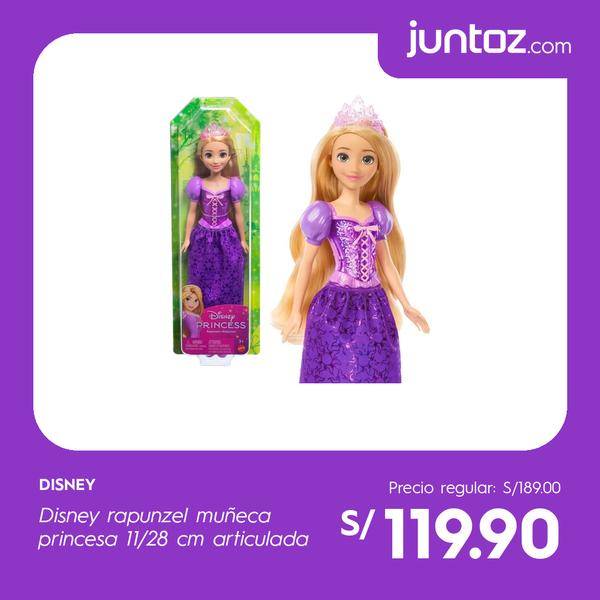 juntoz.com
Disney
PRINCESS
DISNEY
Disney rapunzel muñeca
princesa 11/28 cm articulada
Precio regular: S/189.00
S/119.90